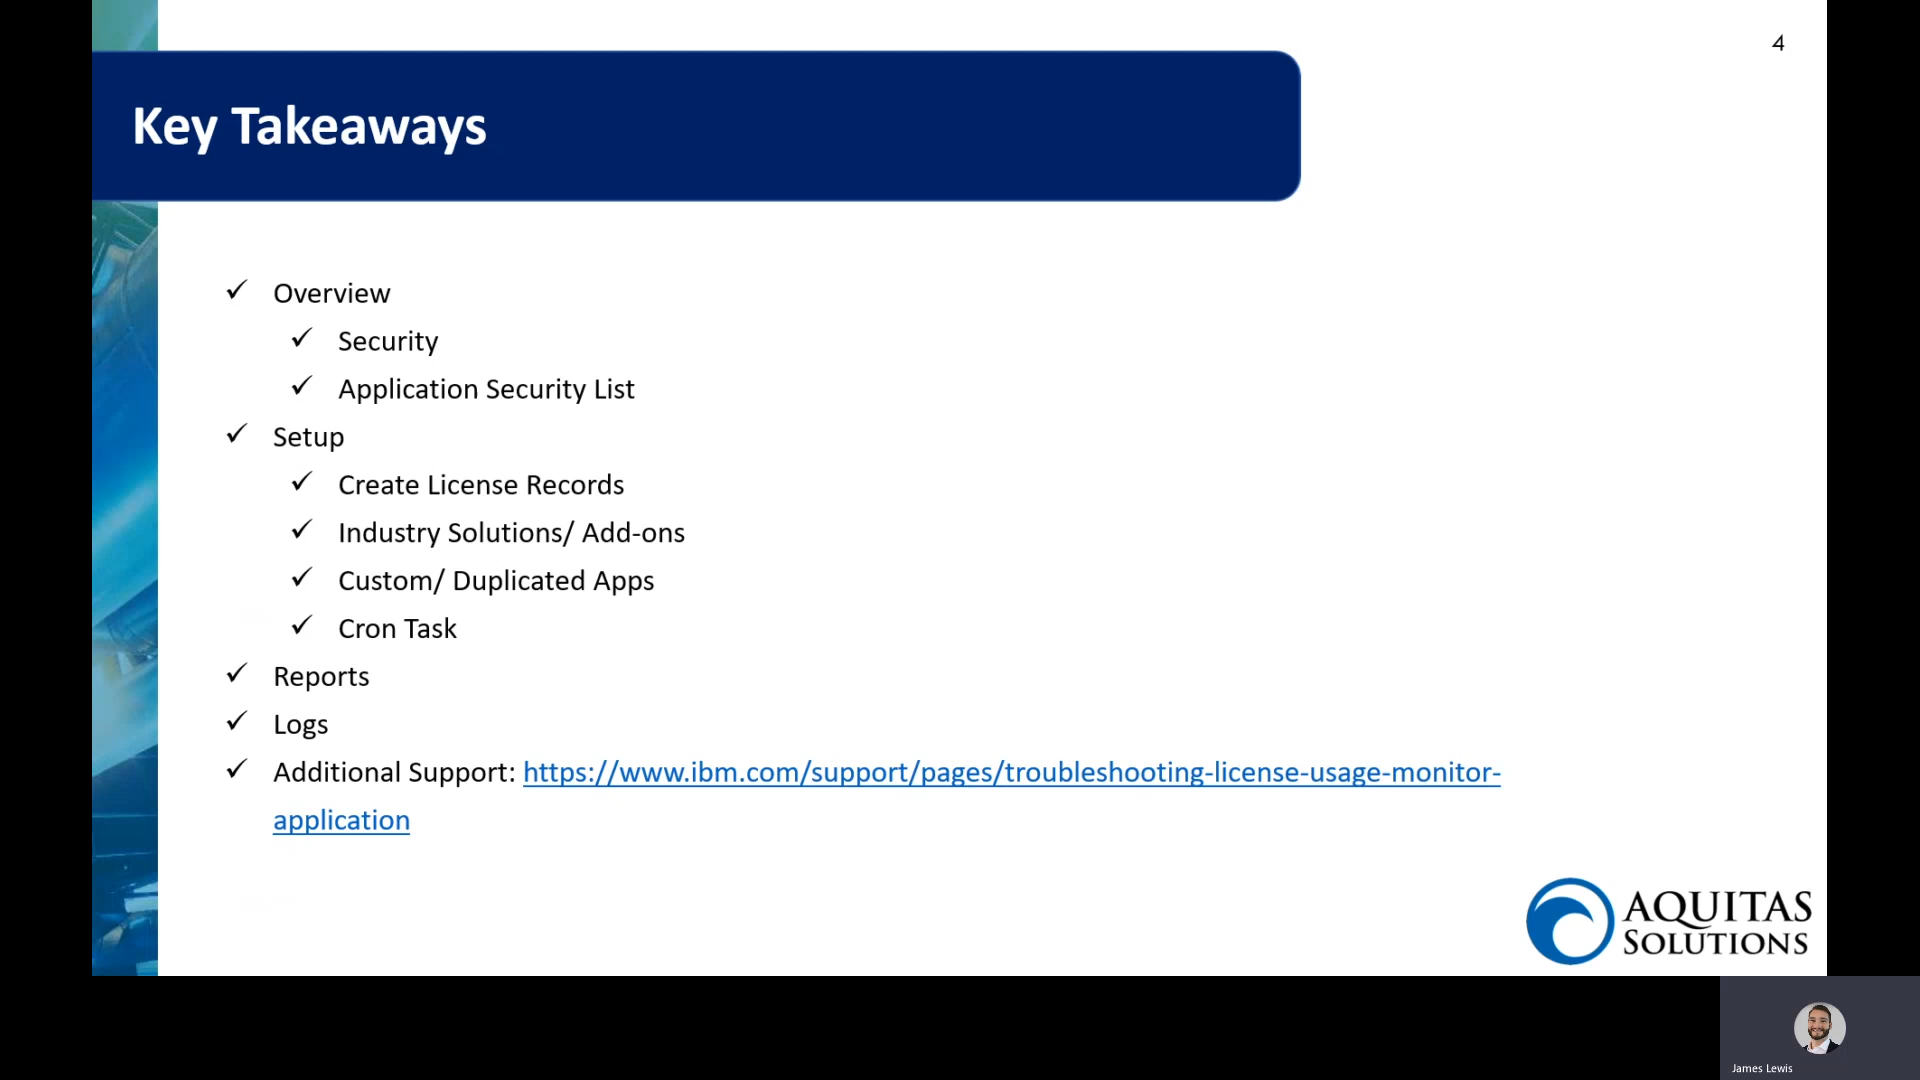 4
Key Takeaways
✓ Overview
✓ Security
✓ Application Security List
✓ Setup
✓ Create License Records
✓ Industry Solutions/ Add-ons
✓ Custom/ Duplicated Apps
✓ Cron Task
✓ Reports
✓ Logs
✓ Additional Support: https://www.ibm.com/support/pages/troubleshooting-license-usage-monitor-
application
AQUITAS
SOLUTIONS
James Lewis